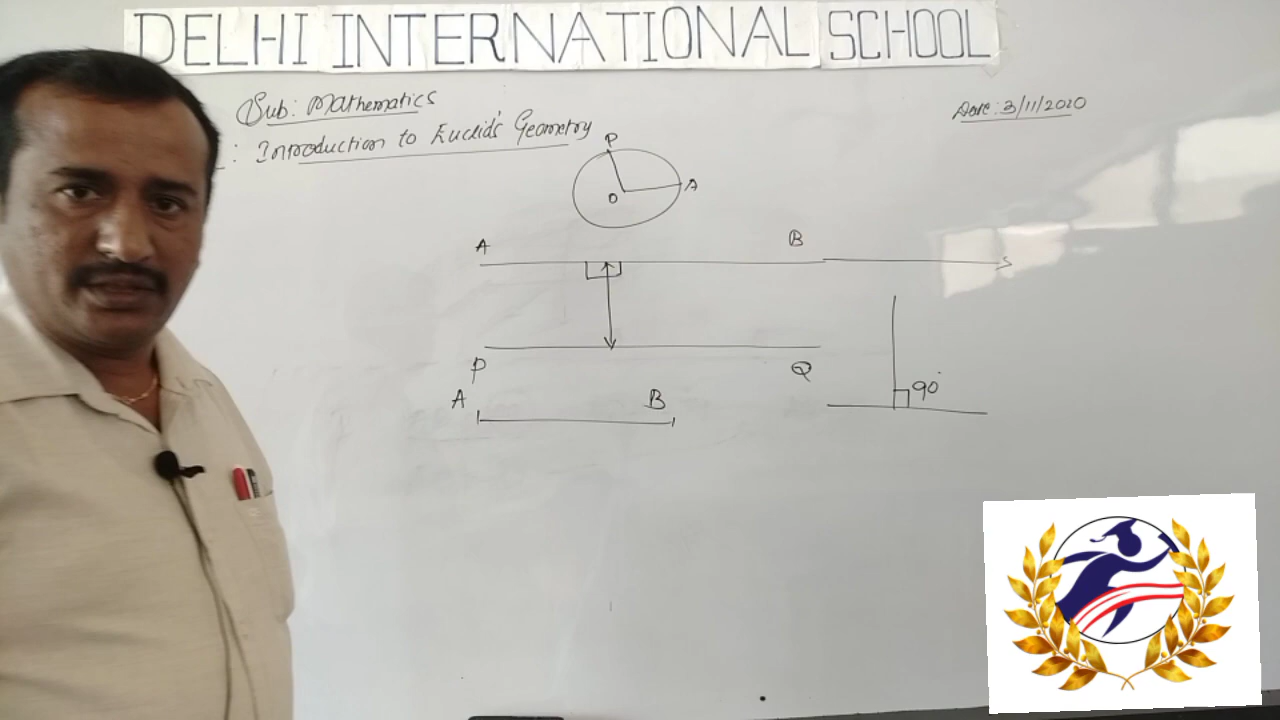 DELHI INTERNATIONAL SCHOOL
Sub: Mathematics
Date: 3/11/2020
: Introduction to Euclid's Geometry
P
O
A
A
B
P
Q
90°
A
B